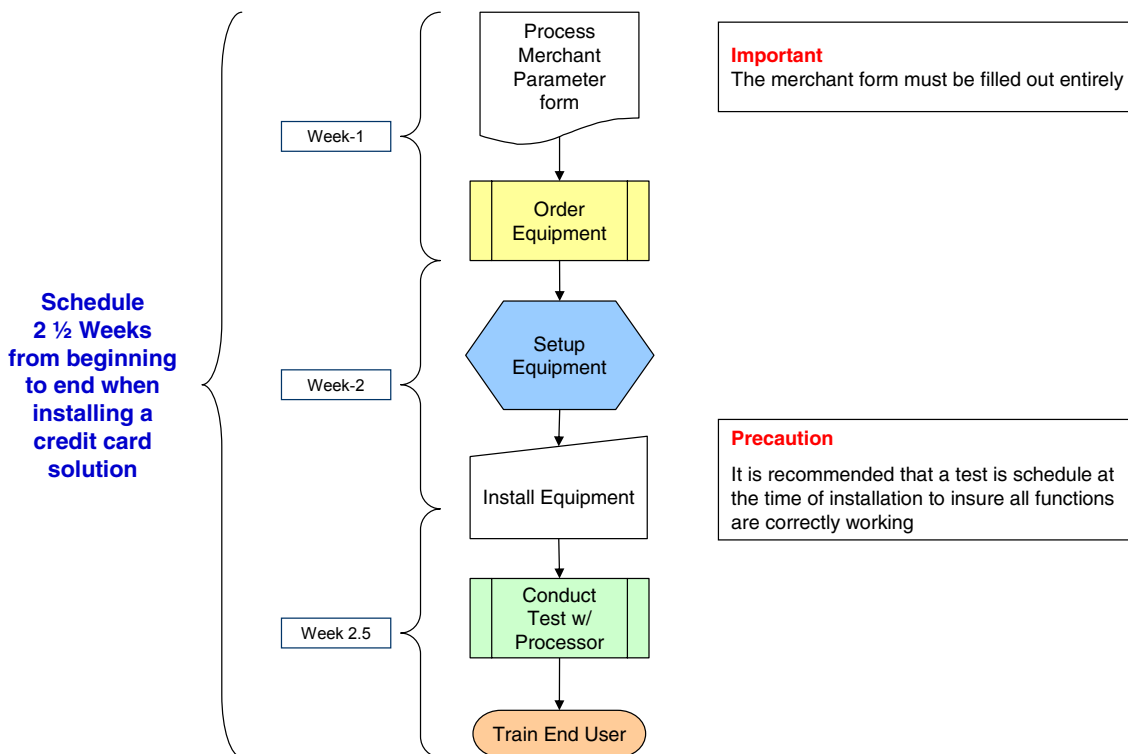 Schedule
2 ½ Weeks
from beginning
to end when
installing a
credit card
solution
Week-1
Week-2
Week 2.5
Process
Merchant
Parameter
form
Order
Equipment
Setup
Equipment
Install Equipment
Conduct
Test w/
Processor
Train End User
Important
The merchant form must be filled out entirely
Precaution
It is recommended that a test is schedule at
the time of installation to insure all functions
are correctly working